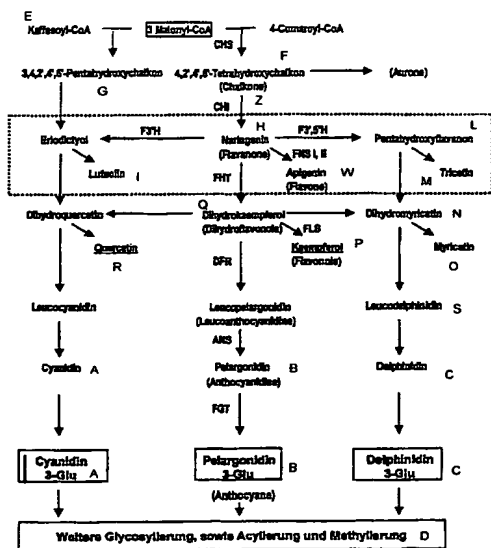 E
Kaffeoyl-CoA 3 Malonyl-CoA 4-Cumaroyl-CoA
CHS
F
3,4,2',4',6'-Pentahydroxychalkon 4,2',4',6'-Tetrahydroxychalkon (Aurone)
G (Chalkone) Z
CHI
H L
Eriodictyol F3'H Naringenin F3',5'H Pentahydroxyflavanon
(Flavanone) FNS I, II
Luteolin I FHT Apigenin W M Tricetin
(Flavone)
Q
Dihydroquercetin Dihydrokaempferol Dihydromyricetin N
(Dihydroflavonole) FLS
Quercetin Kaempferol P Myricetin
R DFR (Flavonole) O
Leucocyanidin Leucopelargonidin Leucodelphinidin S
(Leucoanthocyanidine)
ANS
Cyanidin A Pelargonidin B Delphinidin C
(Anthocyanidine)
FGT
Cyanidin Pelargonidin Delphinidin
3-Glu A 3-Glu B 3-Glu C
(Anthocyane)
Weitere Glycosylierung, sowie Acylierung und Methylierung D